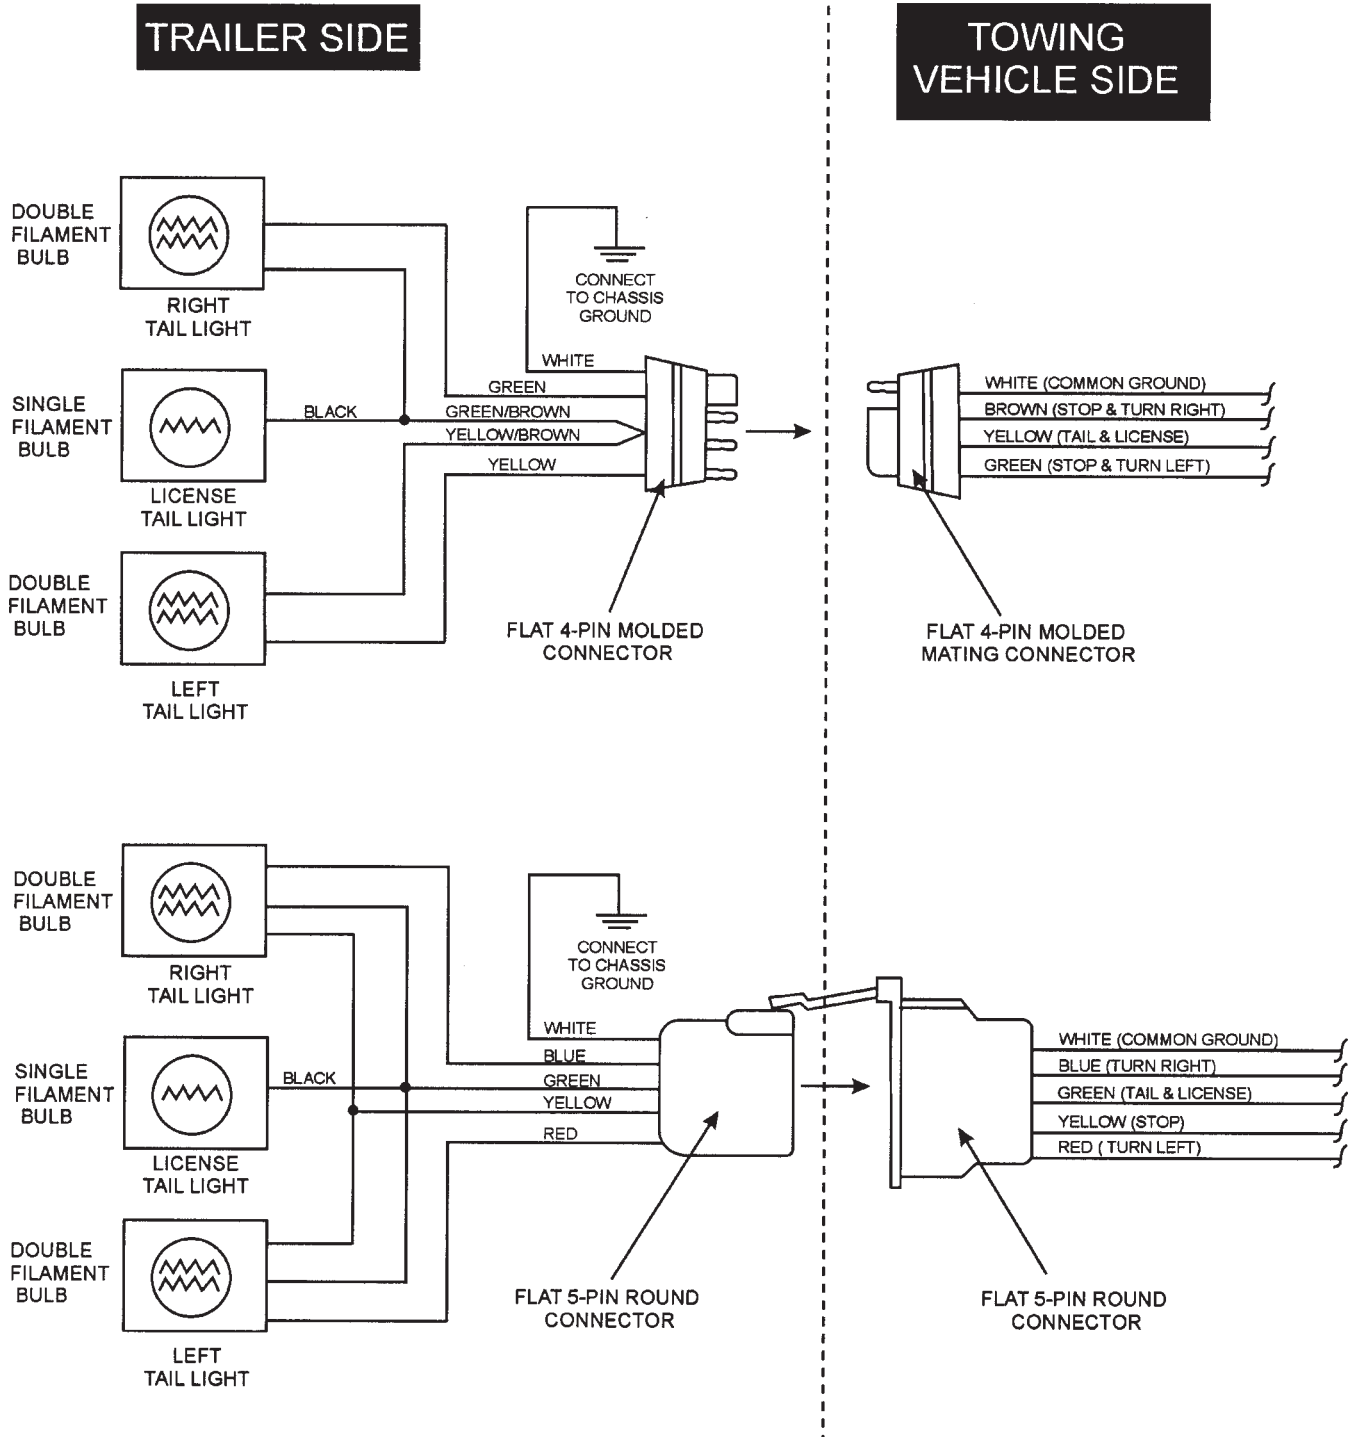 TRAILER SIDE
TOWING
VEHICLE SIDE
DOUBLE
FILAMENT
BULB
RIGHT
TAIL LIGHT
CONNECT
TO CHASSIS
GROUND
WHITE
GREEN
SINGLE
FILAMENT
BULB
BLACK
GREEN/BROWN
YELLOW/BROWN
YELLOW
LICENSE
TAIL LIGHT
WHITE (COMMON GROUND)
BROWN (STOP & TURN RIGHT)
YELLOW (TAIL & LICENSE)
GREEN (STOP & TURN LEFT)
DOUBLE
FILAMENT
BULB
LEFT
TAIL LIGHT
FLAT 4-PIN MOLDED
CONNECTOR
FLAT 4-PIN MOLDED
MATING CONNECTOR
DOUBLE
FILAMENT
BULB
RIGHT
TAIL LIGHT
CONNECT
TO CHASSIS
GROUND
WHITE
BLUE
SINGLE
FILAMENT
BULB
BLACK
GREEN
YELLOW
RED
LICENSE
TAIL LIGHT
WHITE (COMMON GROUND)
BLUE (TURN RIGHT)
GREEN (TAIL & LICENSE)
YELLOW (STOP)
RED ( TURN LEFT)
DOUBLE
FILAMENT
BULB
LEFT
TAIL LIGHT
FLAT 5-PIN ROUND
CONNECTOR
FLAT 5-PIN ROUND
CONNECTOR